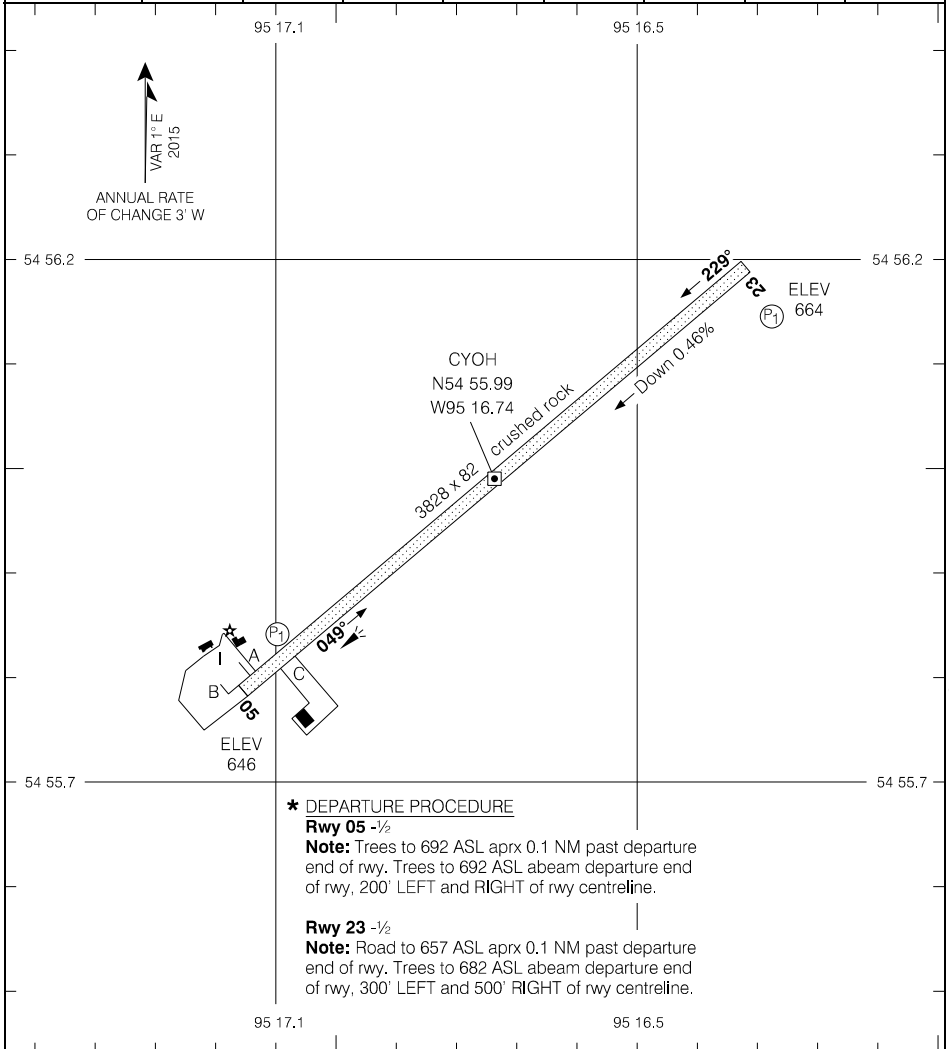 95 17.1
95 16.5
VAR 1° E
2015
ANNUAL RATE
OF CHANGE 3' W
54 56.2
54 56.2
229°
23
ELEV
664
P1
Down 0.46%
CYOH
N54 55.99
W95 16.74
crushed rock
3828 x 82
P1
049°
A
I
B
C
05
ELEV
646
54 55.7
54 55.7
* DEPARTURE PROCEDURE
Rwy 05 -½
Note: Trees to 692 ASL aprx 0.1 NM past departure
end of rwy. Trees to 692 ASL abeam departure end
of rwy, 200' LEFT and RIGHT of rwy centreline.
Rwy 23 -½
Note: Road to 657 ASL aprx 0.1 NM past departure
end of rwy. Trees to 682 ASL abeam departure end
of rwy, 300' LEFT and 500' RIGHT of rwy centreline.
95 17.1
95 16.5